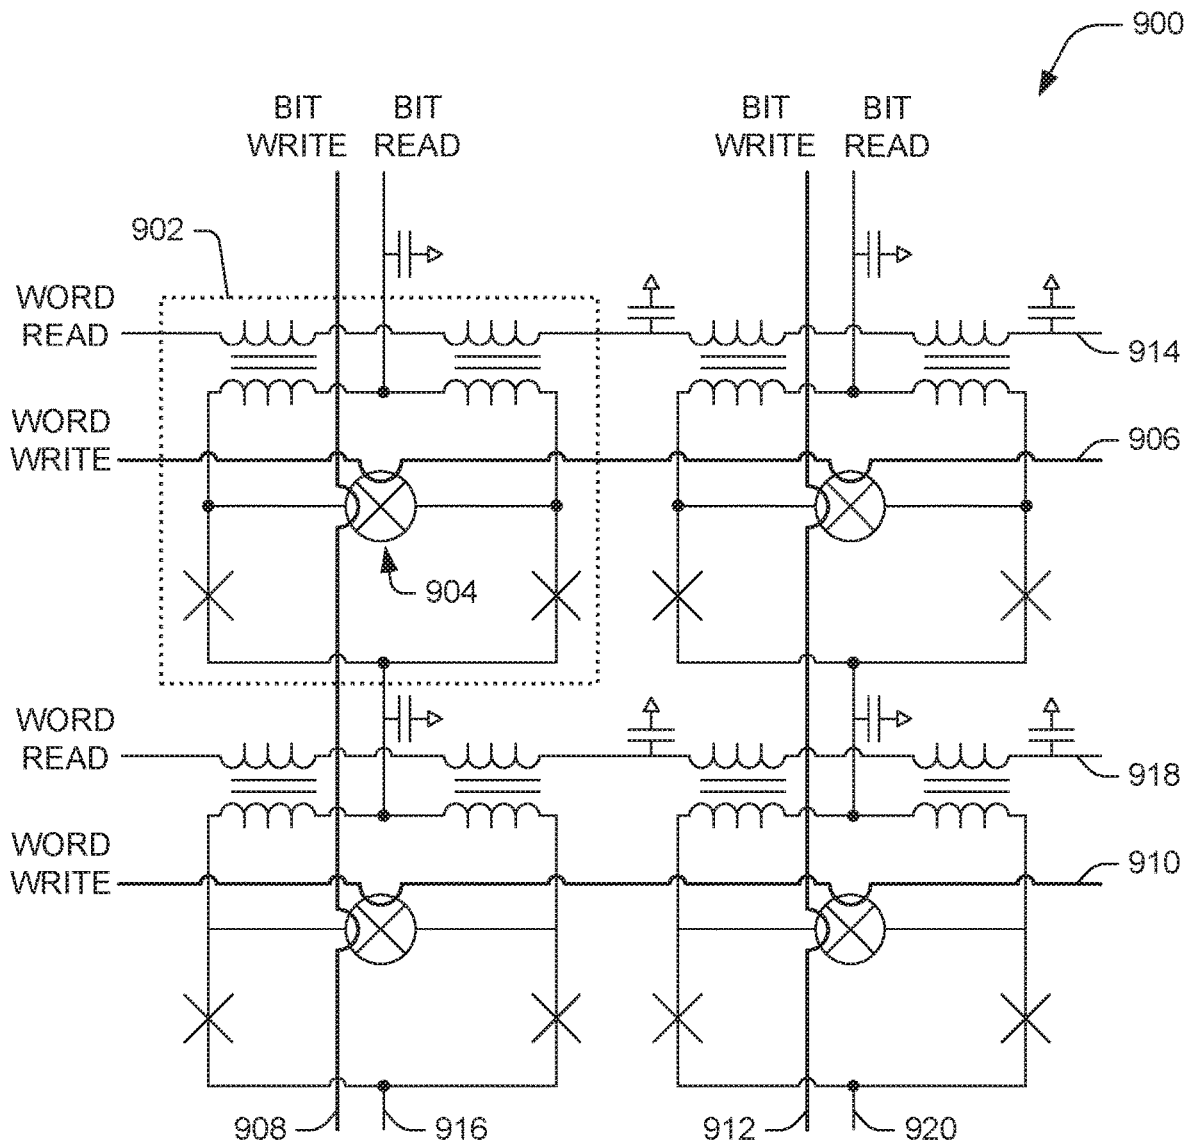 900
BIT BIT BIT BIT
WRITE READ WRITE READ
902
WORD
READ
914
WORD
WRITE
906
904
WORD
READ
918
WORD
WRITE
910
908 916 912 920